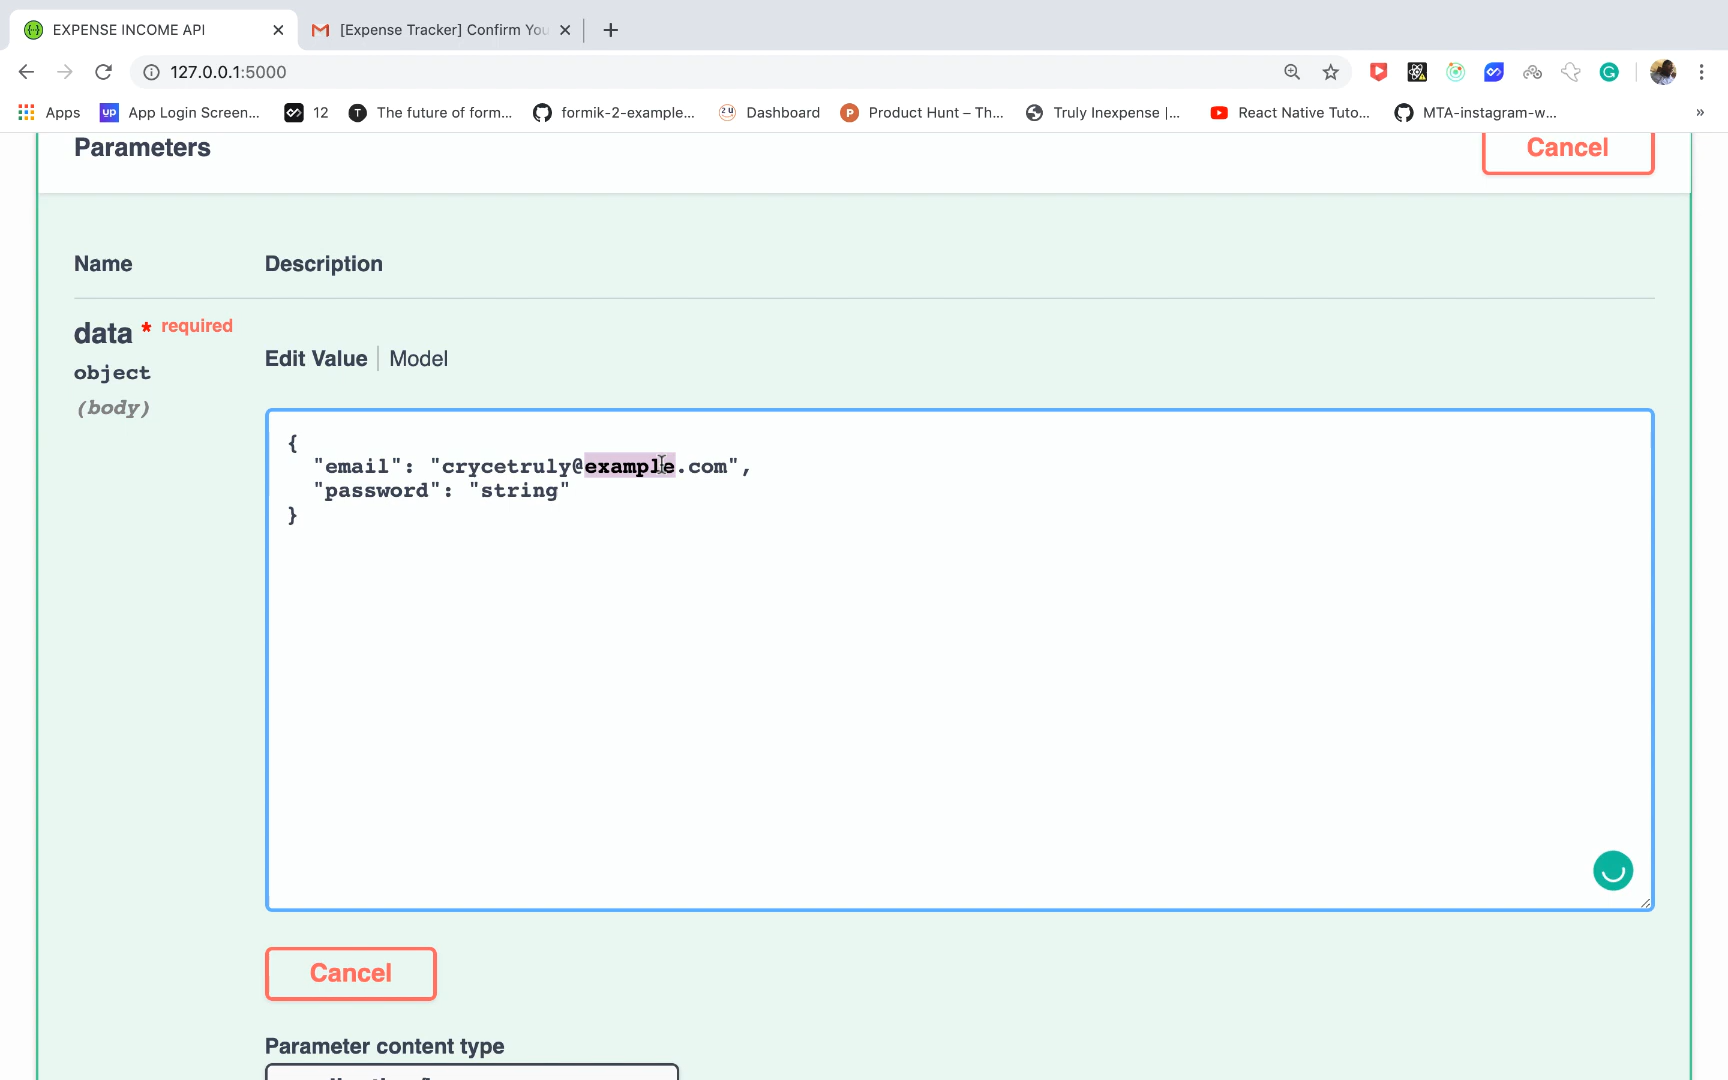 EXPENSE INCOME API
[Expense Tracker] Confirm You
127.0.0.1:5000
Apps
App Login Screen...
12
The future of form...
formik-2-example...
Dashboard
Product Hunt – Th...
Truly Inexpense |...
React Native Tuto...
MTA-instagram-w...
»
Parameters
Cancel
Name
Description
data * required
object
(body)
Edit Value | Model
{
"email": "crycetruly@example.com",
"password": "string"
}
Cancel
Parameter content type